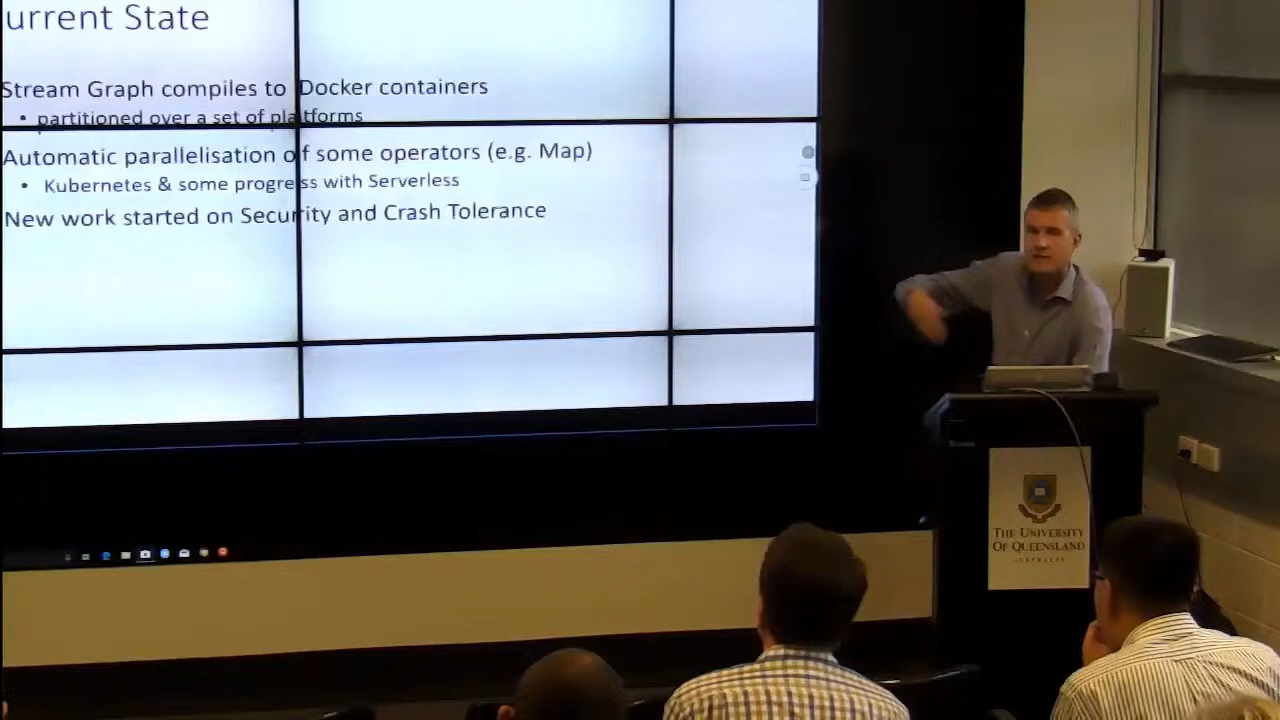 urrent State
Stream Graph compiles to Docker containers
• partitioned over a set of platforms
Automatic parallelisation of some operators (e.g. Map)
• Kubernetes & some progress with Serverless
New work started on Security and Crash Tolerance
THE UNIVERSITY
OF QUEENSLAND
AUSTRALIA